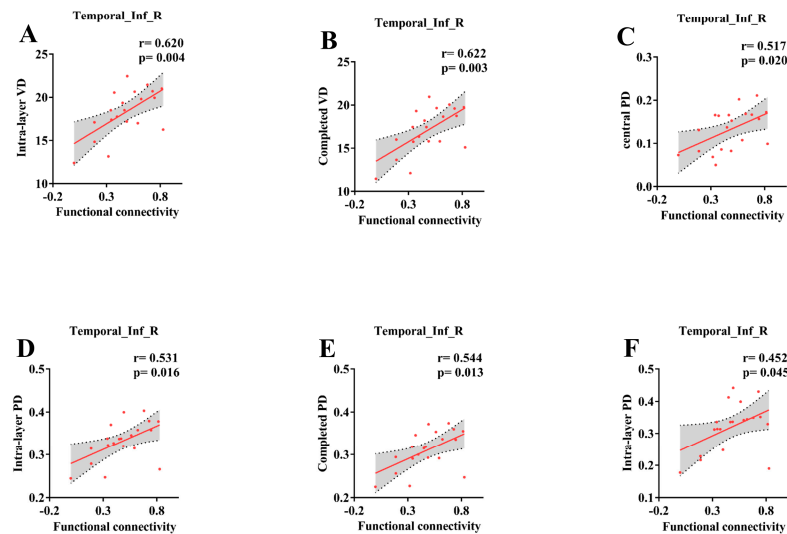 A
Temporal_Inf_R
r= 0.620
p= 0.004
Intra-layer VD
25
20
15
10
-0.2
0.3
0.8
Functional connectivity
B
Temporal_Inf_R
r= 0.622
p= 0.003
Completed VD
25
20
15
10
-0.2
0.3
0.8
Functional connectivity
C
Temporal_Inf_R
r= 0.517
p= 0.020
central PD
0.3
0.2
0.1
0.0
-0.2
0.3
0.8
Functional connectivity
D
Temporal_Inf_R
r= 0.531
p= 0.016
Intra-layer PD
0.5
0.4
0.3
0.2
-0.2
0.3
0.8
Functional connectivity
E
Temporal_Inf_R
r= 0.544
p= 0.013
Completed PD
0.5
0.4
0.3
0.2
-0.2
0.3
0.8
Functional connectivity
F
Temporal_Inf_R
r= 0.452
p= 0.045
Intra-layer PD
0.5
0.4
0.3
0.2
0.1
-0.2
0.3
0.8
Functional connectivity